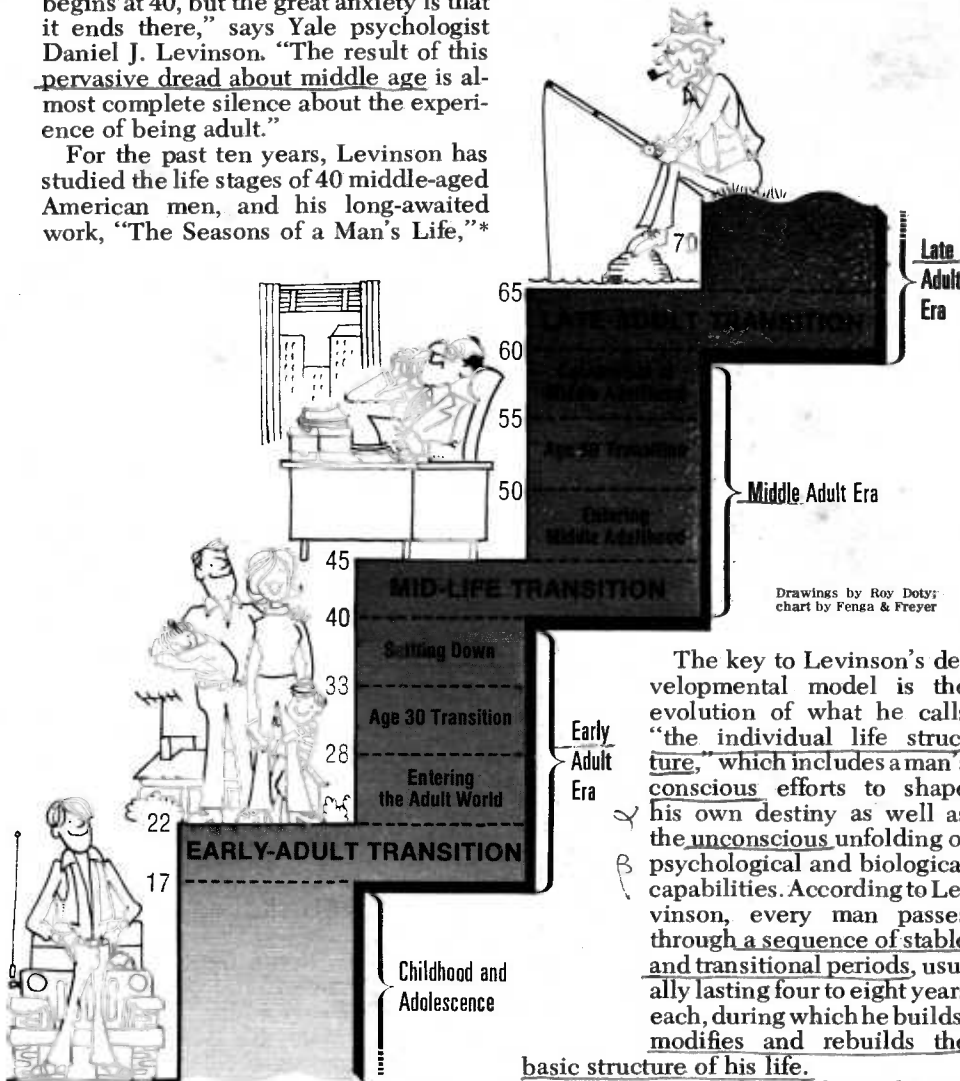 begins at 40, but the great anxiety is that
it ends there," says Yale psychologist
Daniel J. Levinson. "The result of this
pervasive dread about middle age is al-
most complete silence about the experi-
ence of being adult."
For the past ten years, Levinson has
studied the life stages of 40 middle-aged
American men, and his long-awaited
work, "The Seasons of a Man's Life,"*
70
Late
Adult
Era
65
LATE-ADULT TRANSITION
60
Middle Adulthood
55
Age 50 Transition
50
Entering
Middle Adulthood
Middle Adult Era
45
MID-LIFE TRANSITION
40
Settling Down
33
Age 30 Transition
28
Entering
the Adult World
22
EARLY-ADULT TRANSITION
17
Early
Adult
Era
Childhood and
Adolescence
Drawings by Roy Doty;
chart by Fenga & Freyer
The key to Levinson's de-
velopmental model is the
evolution of what he calls
"the individual life struc-
ture," which includes a man's
conscious efforts to shape
α his own destiny as well as
the unconscious unfolding o
β psychological and biologica
capabilities. According to Le-
vinson, every man passes
through a sequence of stable
and transitional periods, usu-
ally lasting four to eight years
each, during which he builds,
modifies and rebuilds the
basic structure of his life.